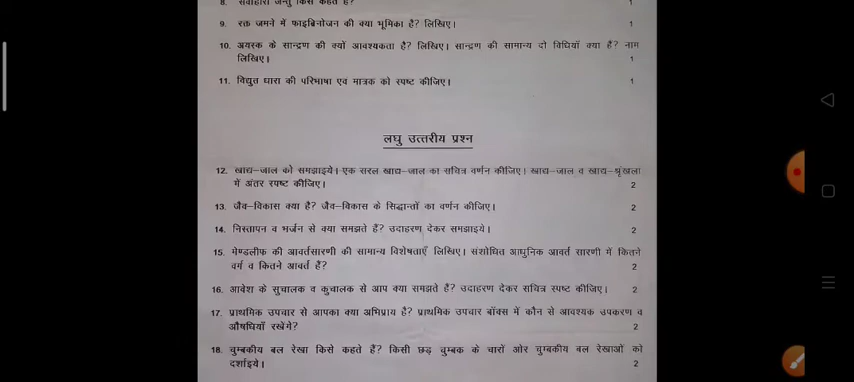 8. सर्वाहारी जन्तु किसे कहते हैं? 1
9. रक्त जमने में फाइब्रिनोजन की क्या भूमिका है? लिखिए। 1
10. अयस्क के सान्द्रण की क्यों आवश्यकता है? लिखिए। सान्द्रण की सामान्य दो विधियाँ क्या हैं? नाम
लिखिए। 1
11. विद्युत धारा की परिभाषा एवं मात्रक को स्पष्ट कीजिए। 1
लघु उत्तरीय प्रश्न
12. खाद्य-जाल को समझाइये। एक सरल खाद्य-जाल का सचित्र वर्णन कीजिए। खाद्य-जाल व खाद्य-श्रृंखला
में अंतर स्पष्ट कीजिए। 2
13. जैव-विकास क्या है? जैव-विकास के सिद्धान्तों का वर्णन कीजिए। 2
14. निस्तापन व भर्जन से क्या समझते हैं? उदाहरण देकर समझाइये। 2
15. मेण्डलीफ की आवर्तसारणी की सामान्य विशेषताएँ लिखिए। संशोधित आधुनिक आवर्त सारणी में कितने
वर्ग व कितने आवर्त हैं? 2
16. आवेश के सुचालक व कुचालक से आप क्या समझते हैं? उदाहरण देकर सचित्र स्पष्ट कीजिए। 2
17. प्राथमिक उपचार से आपका क्या अभिप्राय है? प्राथमिक उपचार बॉक्स में कौन से आवश्यक उपकरण व
औषधियाँ रखेंगे? 2
18. चुम्बकीय बल रेखा किसे कहते हैं? किसी छड़ चुम्बक के चारों ओर चुम्बकीय बल रेखाओं को
दर्शाइये। 2